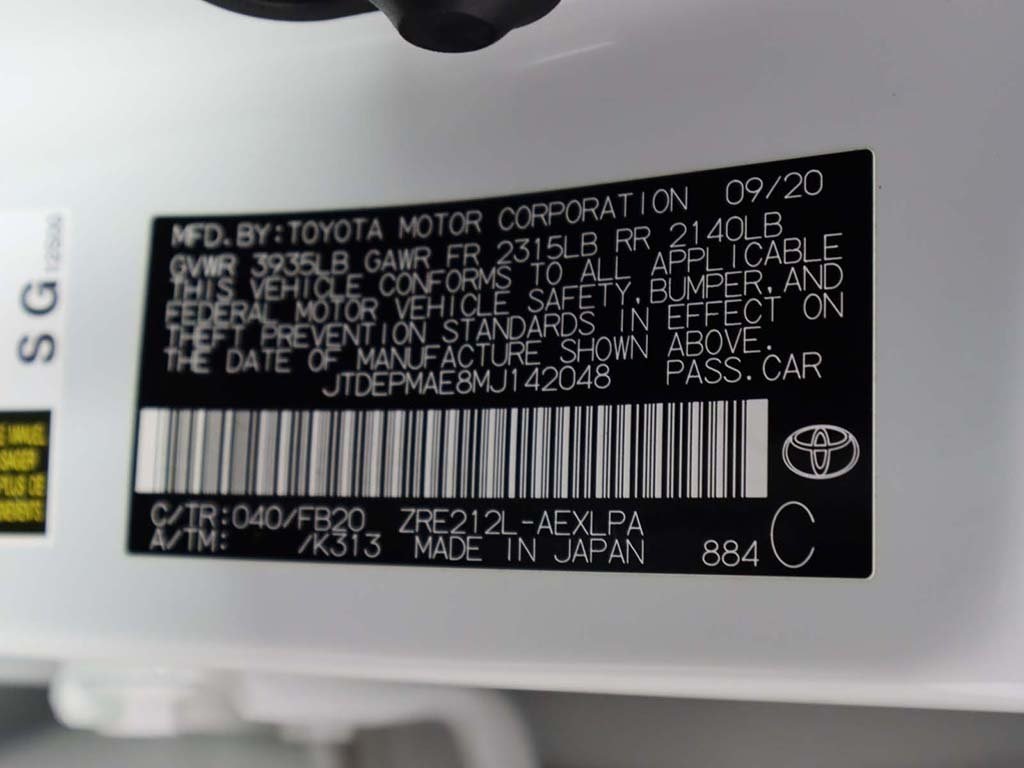 MFD.BY:TOYOTA MOTOR CORPORATION 09/20
GVWR 3935LB GAWR FR 2315LB RR 2140LB
THIS VEHICLE CONFORMS TO ALL APPLICABLE
FEDERAL MOTOR VEHICLE SAFETY,BUMPER,AND
THEFT PREVENTION STANDARDS IN EFFECT ON
THE DATE OF MANUFACTURE SHOWN ABOVE.
JTDEPMAE8MJ142048 PASS.CAR
C/TR:040/FB20 ZRE212L-AEXLPA
A/TM: /K313 MADE IN JAPAN 884 C
SG